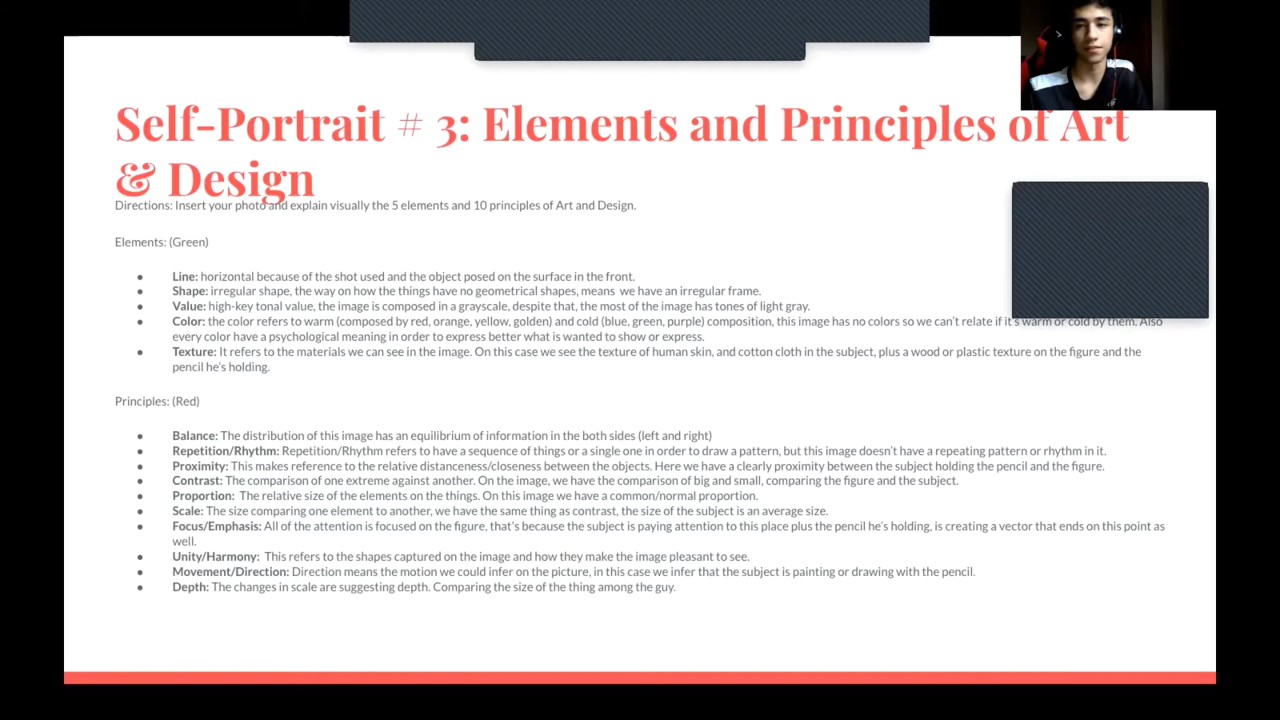 Self-Portrait # 3: Elements and Principles of Art
& Design
Directions: Insert your photo and explain visually the 5 elements and 10 principles of Art and Design.
Elements: (Green)
● Line: horizontal because of the shot used and the object posed on the surface in the front.
● Shape: irregular shape, the way on how the things have no geometrical shapes, means we have an irregular frame.
● Value: high-key tonal value, the image is composed in a grayscale, despite that, the most of the image has tones of light gray.
● Color: the color refers to warm (composed by red, orange, yellow, golden) and cold (blue, green, purple) composition, this image has no colors so we can't relate if it's warm or cold by them. Also
every color have a psychological meaning in order to express better what is wanted to show or express.
● Texture: It refers to the materials we can see in the image. On this case we see the texture of human skin, and cotton cloth in the subject, plus a wood or plastic texture on the figure and the
pencil he's holding.
Principles: (Red)
● Balance: The distribution of this image has an equilibrium of information in the both sides (left and right)
● Repetition/Rhythm: Repetition/Rhythm refers to have a sequence of things or a single one in order to draw a pattern, but this image doesn't have a repeating pattern or rhythm in it.
● Proximity: This makes reference to the relative distanceness/closeness between the objects. Here we have a clearly proximity between the subject holding the pencil and the figure.
● Contrast: The comparison of one extreme against another. On the image, we have the comparison of big and small, comparing the figure and the subject.
● Proportion: The relative size of the elements on the things. On this image we have a common/normal proportion.
● Scale: The size comparing one element to another, we have the same thing as contrast, the size of the subject is an average size.
● Focus/Emphasis: All of the attention is focused on the figure, that's because the subject is paying attention to this place plus the pencil he's holding, is creating a vector that ends on this point as
well.
● Unity/Harmony: This refers to the shapes captured on the image and how they make the image pleasant to see.
● Movement/Direction: Direction means the motion we could infer on the picture, in this case we infer that the subject is painting or drawing with the pencil.
● Depth: The changes in scale are suggesting depth. Comparing the size of the thing among the guy.